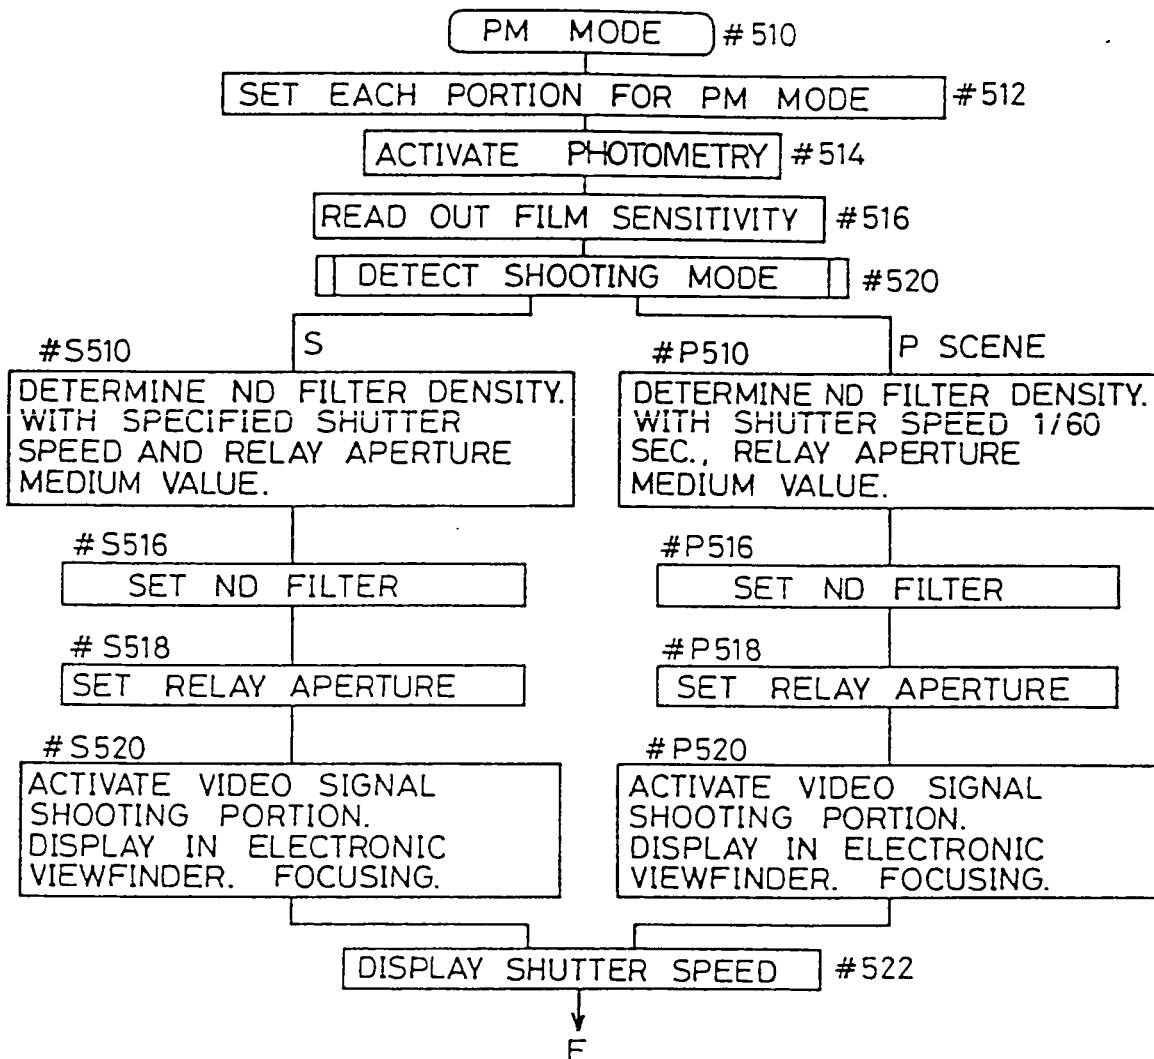 PM MODE #510
SET EACH PORTION FOR PM MODE #512
ACTIVATE PHOTOMETRY #514
READ OUT FILM SENSITIVITY #516
DETECT SHOOTING MODE #520
S
#S510
DETERMINE ND FILTER DENSITY.
WITH SPECIFIED SHUTTER
SPEED AND RELAY APERTURE
MEDIUM VALUE.
#S516
SET ND FILTER
#S518
SET RELAY APERTURE
#S520
ACTIVATE VIDEO SIGNAL
SHOOTING PORTION.
DISPLAY IN ELECTRONIC
VIEWFINDER. FOCUSING.
P SCENE
#P510
DETERMINE ND FILTER DENSITY.
WITH SHUTTER SPEED 1/60
SEC., RELAY APERTURE
MEDIUM VALUE.
#P516
SET ND FILTER
#P518
SET RELAY APERTURE
#P520
ACTIVATE VIDEO SIGNAL
SHOOTING PORTION.
DISPLAY IN ELECTRONIC
VIEWFINDER. FOCUSING.
DISPLAY SHUTTER SPEED #522